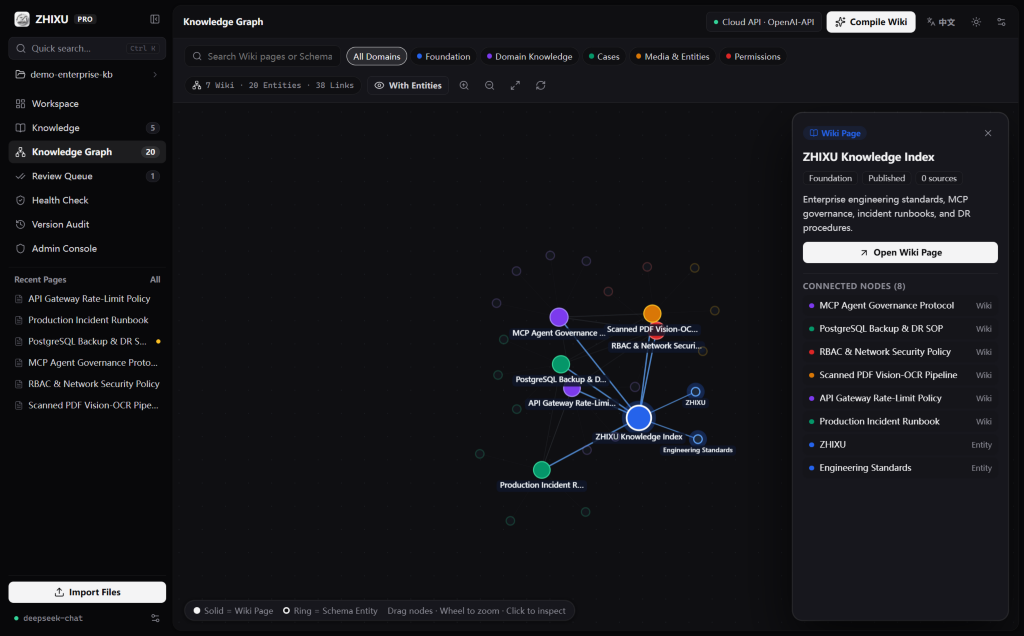 ZHIXU PRO
Quick search... Ctrl K
demo-enterprise-kb
Workspace
Knowledge 5
Knowledge Graph 20
Review Queue 1
Health Check
Version Audit
Admin Console
Recent Pages All
API Gateway Rate-Limit Policy
Production Incident Runbook
PostgreSQL Backup & DR S...
MCP Agent Governance Proto...
RBAC & Network Security Policy
Scanned PDF Vision-OCR Pipe...
Import Files
deepseek-chat
Knowledge Graph
Cloud API · OpenAI-API
Compile Wiki
中文
Search Wiki pages or Schema
All Domains
Foundation
Domain Knowledge
Cases
Media & Entities
Permissions
7 Wiki · 20 Entities · 38 Links
With Entities
MCP Agent Governance ...
Scanned PDF Vision-OC...
RBAC & Network Securi...
PostgreSQL Backup & D...
API Gateway Rate-Limi...
ZHIXU
ZHIXU Knowledge Index
Engineering Standards
Production Incident R...
Solid = Wiki Page Ring = Schema Entity Drag nodes · Wheel to zoom · Click to inspect
Wiki Page
ZHIXU Knowledge Index
Foundation Published 0 sources
Enterprise engineering standards, MCP
governance, incident runbooks, and DR
procedures.
Open Wiki Page
CONNECTED NODES (8)
MCP Agent Governance Protocol Wiki
PostgreSQL Backup & DR SOP Wiki
RBAC & Network Security Policy Wiki
Scanned PDF Vision-OCR Pipeline Wiki
API Gateway Rate-Limit Policy Wiki
Production Incident Runbook Wiki
ZHIXU Entity
Engineering Standards Entity